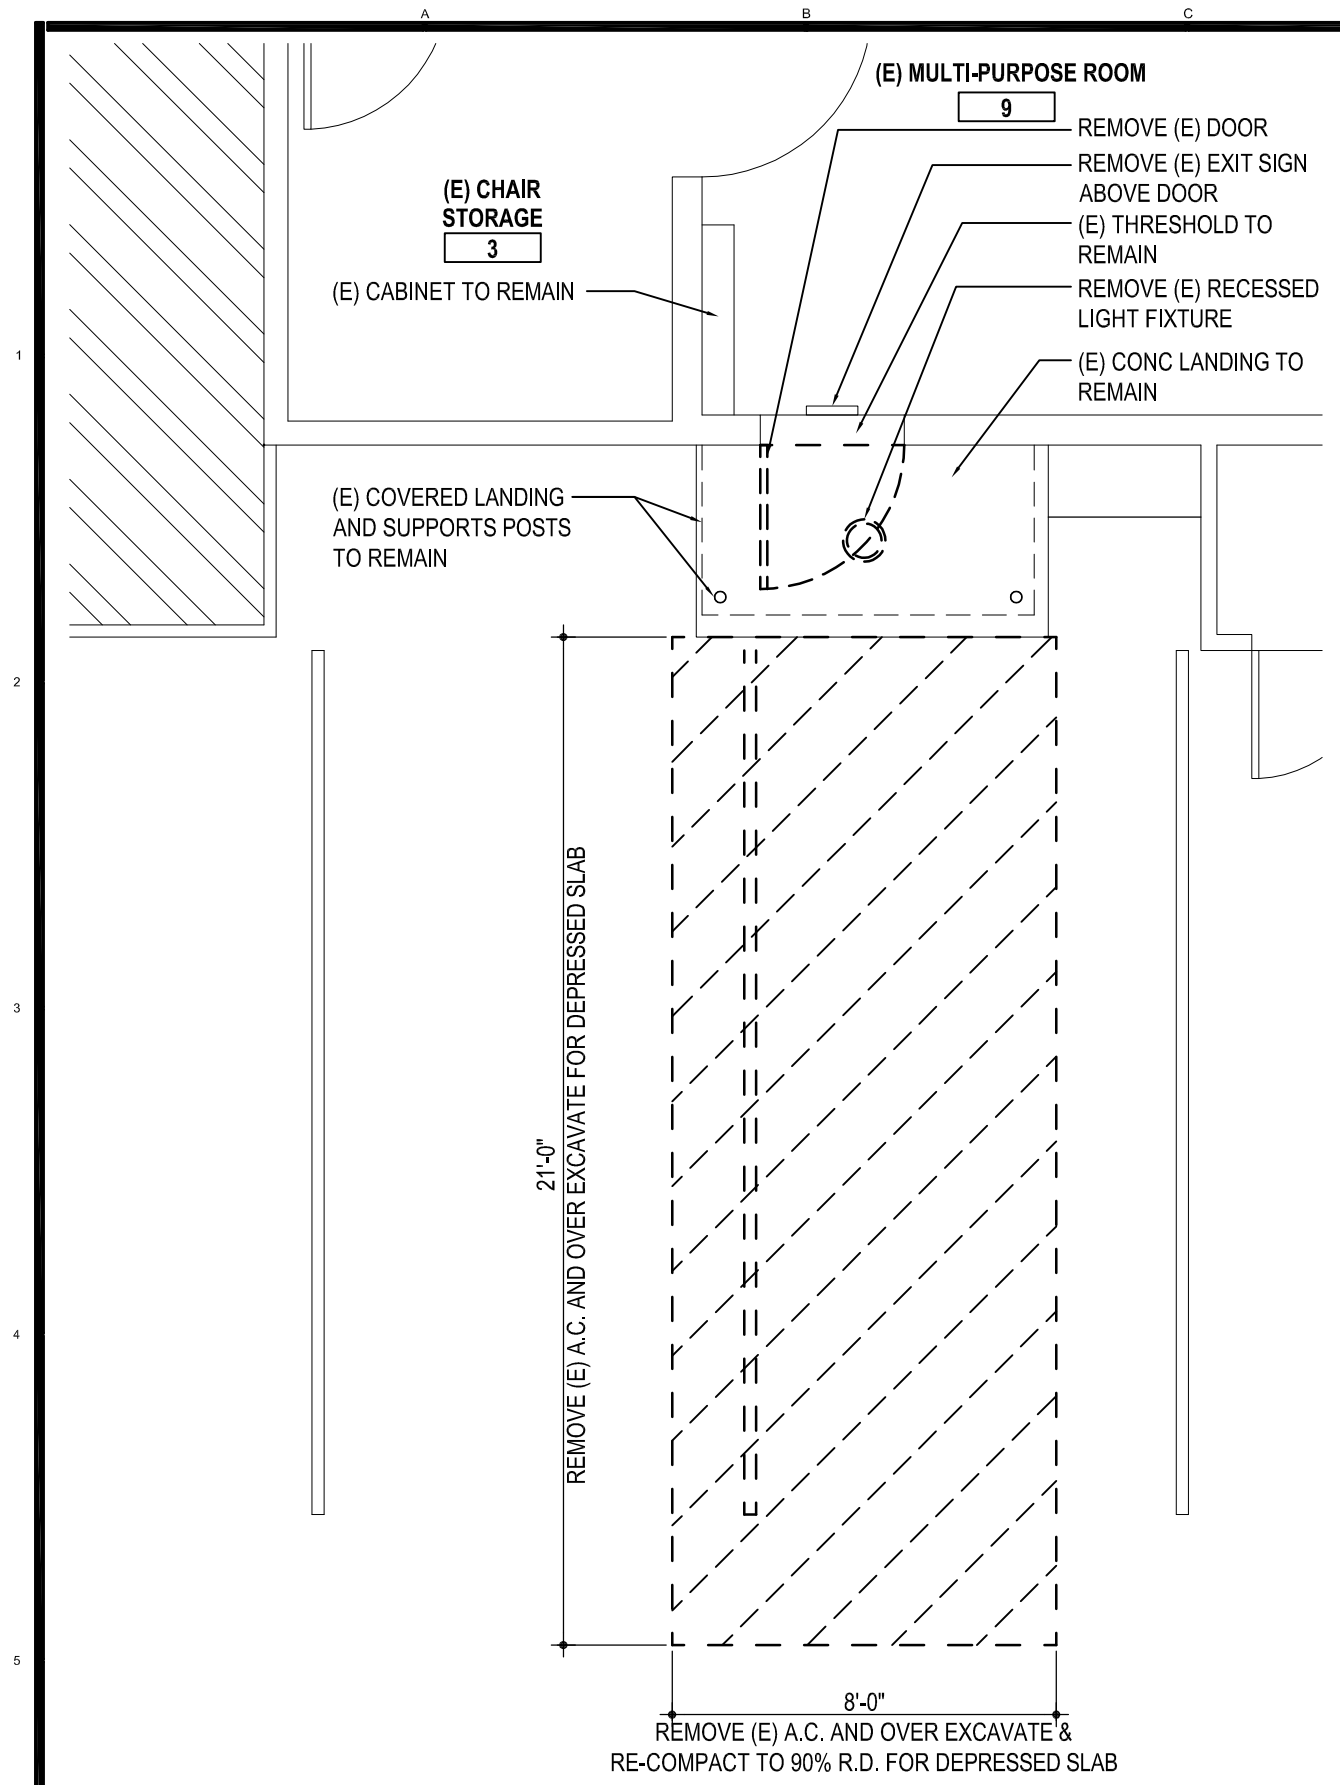 A
B
C
(E) MULTI-PURPOSE ROOM
9
REMOVE (E) DOOR
REMOVE (E) EXIT SIGN
ABOVE DOOR
(E) THRESHOLD TO
REMAIN
REMOVE (E) RECESSED
LIGHT FIXTURE
(E) CONC LANDING TO
REMAIN
(E) CHAIR
STORAGE
3
(E) CABINET TO REMAIN
1
(E) COVERED LANDING
AND SUPPORTS POSTS
TO REMAIN
2
3
4
5
21'-0"
REMOVE (E) A.C. AND OVER EXCAVATE FOR DEPRESSED SLAB
8'-0"
REMOVE (E) A.C. AND OVER EXCAVATE &
RE-COMPACT TO 90% R.D. FOR DEPRESSED SLAB